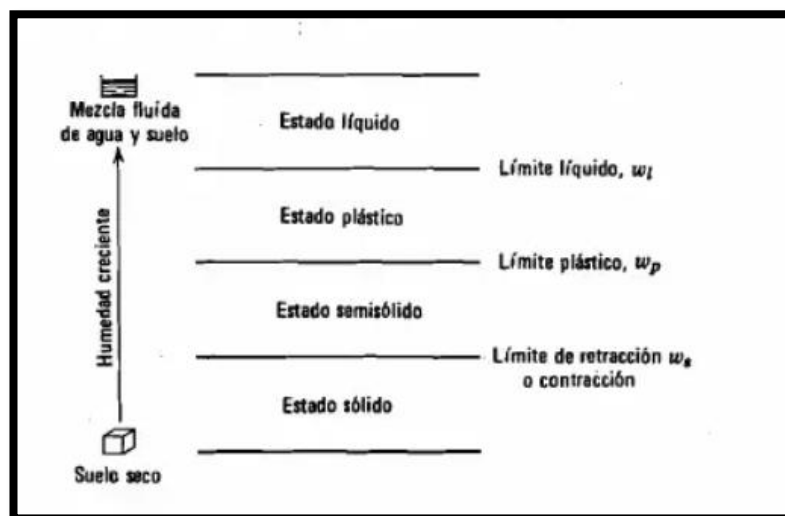 Mezcla fluída
de agua y suelo
Estado líquido
Límite líquido, w_l
Estado plástico
Humedad creciente
Límite plástico, w_p
Estado semisólido
Límite de retracción w_s
o contracción
Estado sólido
Suelo seco